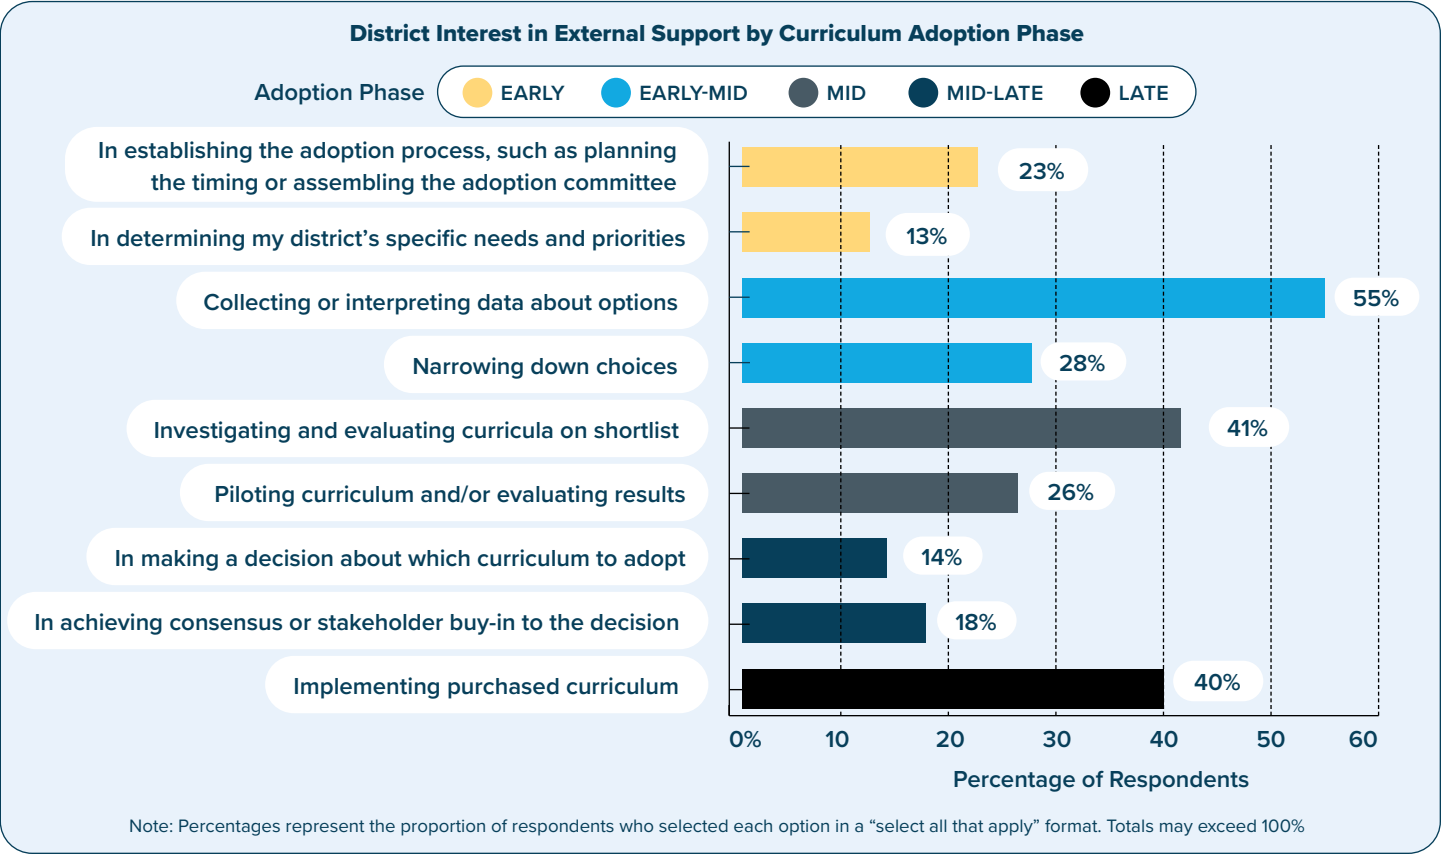 District Interest in External Support by Curriculum Adoption Phase
Adoption Phase EARLY EARLY-MID MID MID-LATE LATE
In establishing the adoption process, such as planning
the timing or assembling the adoption committee
23%
In determining my district’s specific needs and priorities
13%
Collecting or interpreting data about options
55%
Narrowing down choices
28%
Investigating and evaluating curricula on shortlist
41%
Piloting curriculum and/or evaluating results
26%
In making a decision about which curriculum to adopt
14%
In achieving consensus or stakeholder buy-in to the decision
18%
Implementing purchased curriculum
40%
0% 10 20 30 40 50 60
Percentage of Respondents
Note: Percentages represent the proportion of respondents who selected each option in a “select all that apply” format. Totals may exceed 100%